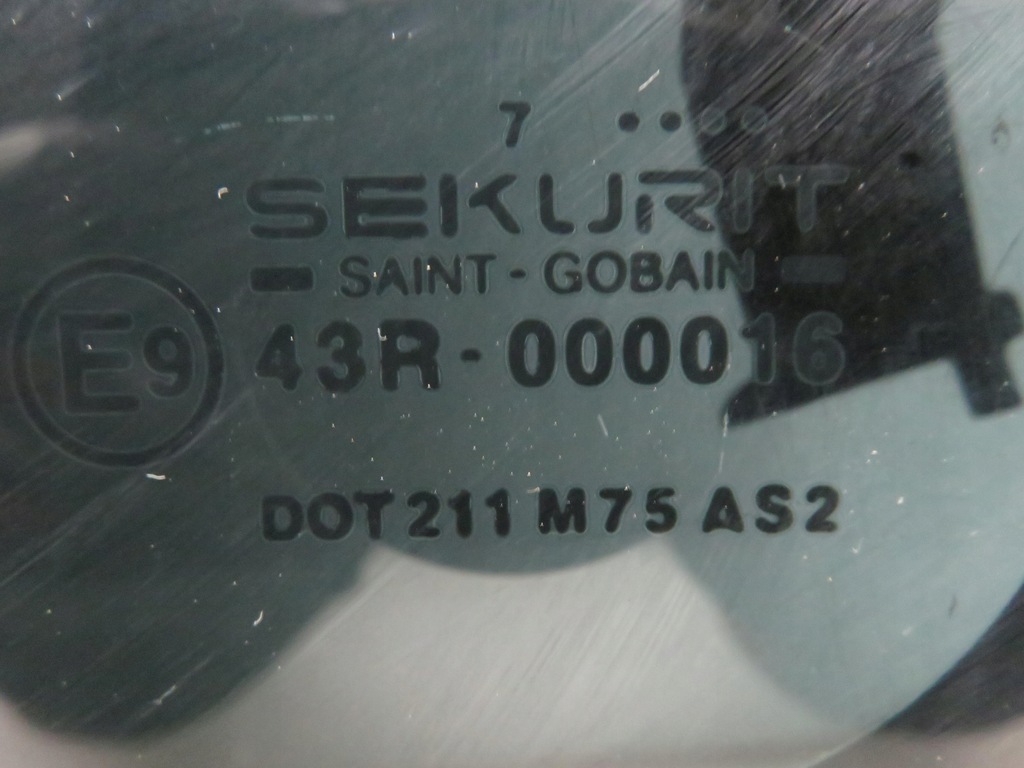 7 ••••
SEKURIT
SAINT - GOBAIN
E9 43R - 000016
DOT 211 M75 AS2